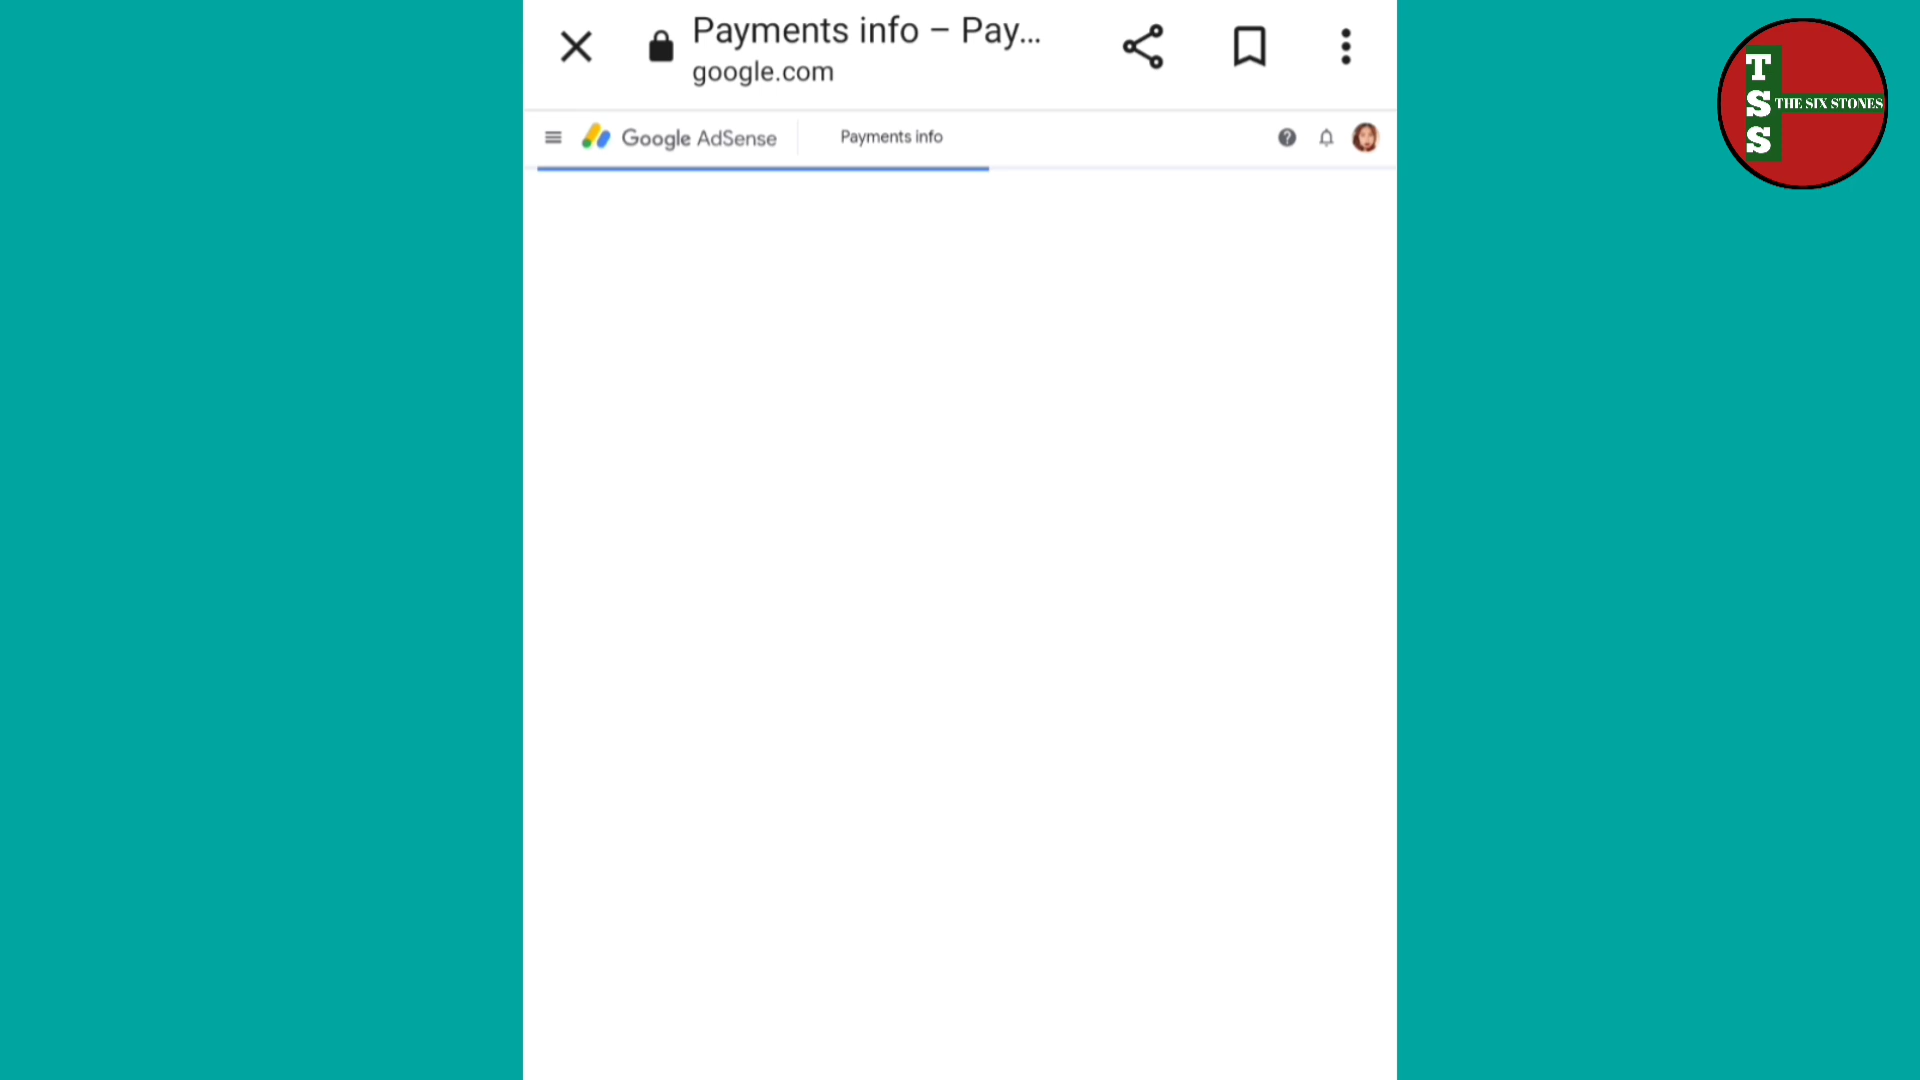 Payments info – Pay...
google.com
Google AdSense
Payments info
T
S
S
THE SIX STONES